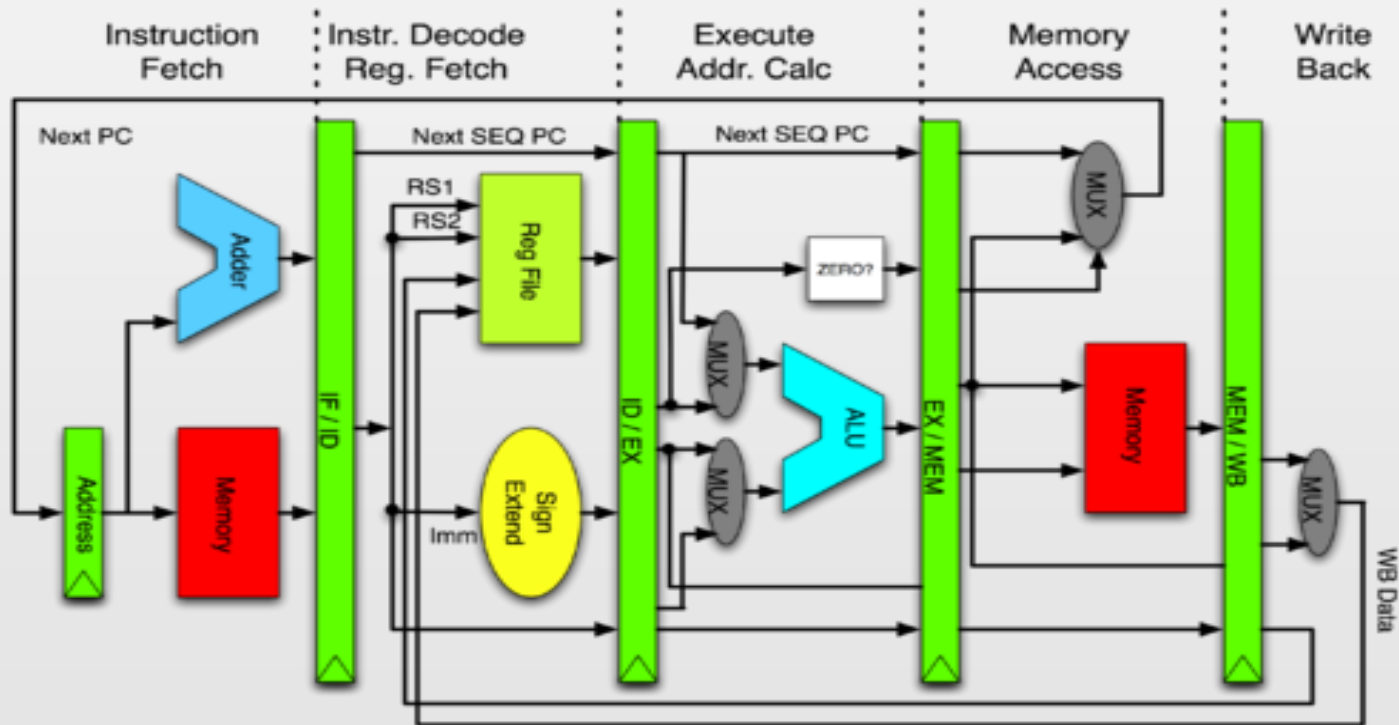 Instruction
Fetch
Instr. Decode
Reg. Fetch
Execute
Addr. Calc
Memory
Access
Write
Back
Next PC
Next SEQ PC
Next SEQ PC
RS1
RS2
Adder
Reg File
MUX
ZERO?
MUX
IF / ID
ID / EX
ALU
EX / MEM
Memory
MEM / WB
Address
Memory
Imm
Sign
Extend
MUX
MUX
WB Data